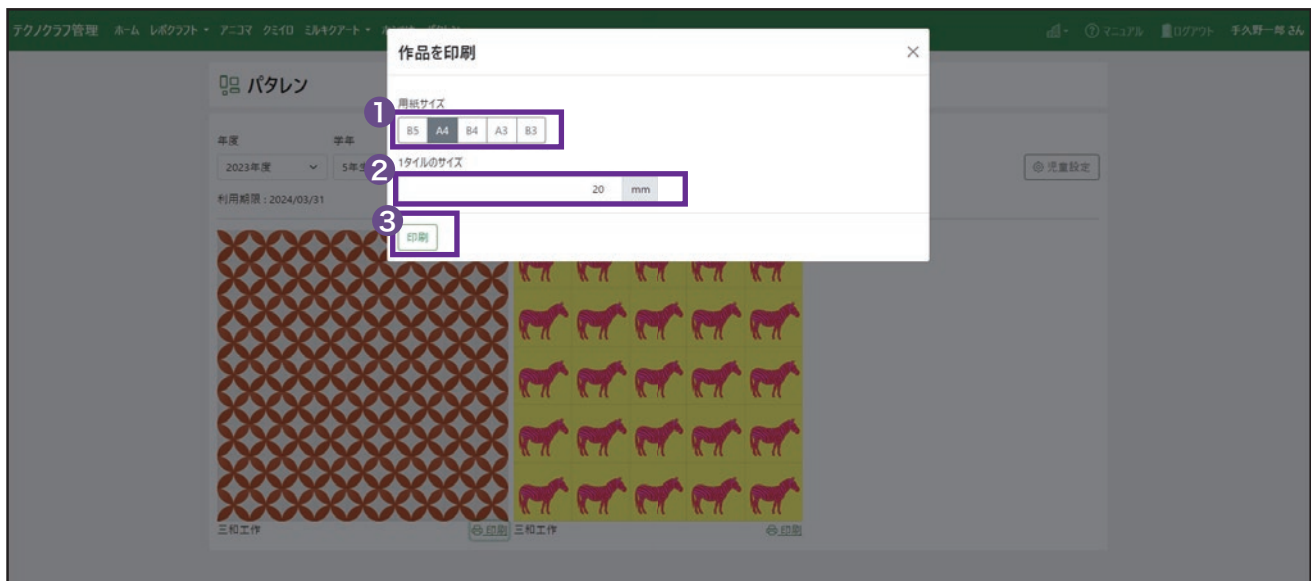 テクノクラフ管理 ホーム レポクラフト アニコマ クミイロ ミルキクアート
マニュアル ログアウト 手久野一郎 さん
作品を印刷
×
パタレン
用紙サイズ
1
B5 A4 B4 A3 B3
年度 学年
1タイルのサイズ
2
2023年度 5年生
20 mm
児童設定
利用期限 : 2024/03/31
3
印刷
三和工作 印刷 三和工作 印刷